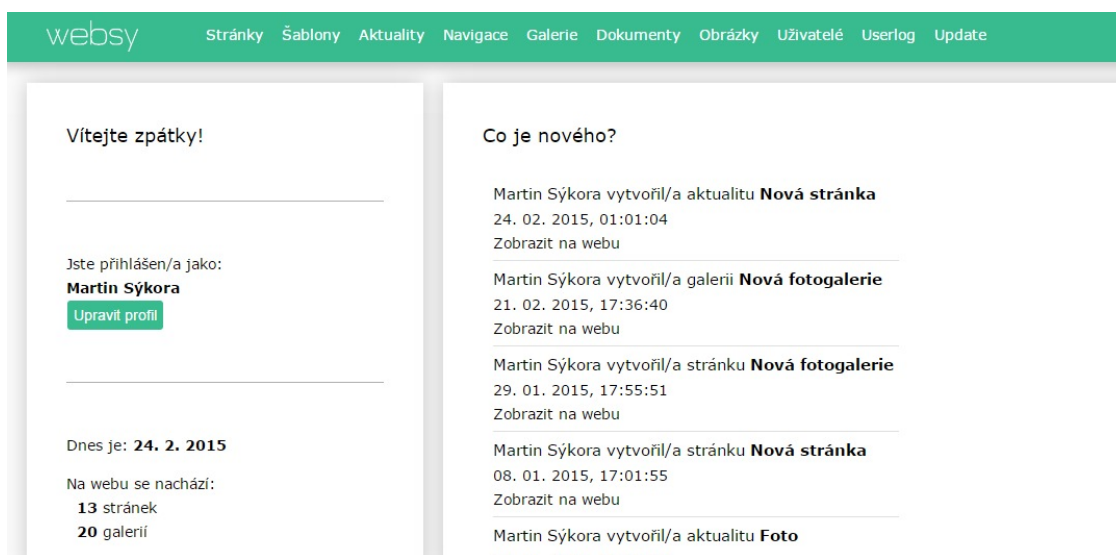 websy Stránky Šablony Aktuality Navigace Galerie Dokumenty Obrázky Uživatelé Userlog Update
Vítejte zpátky!
Jste přihlášen/a jako:
Martin Sýkora
Upravit profil
Dnes je: 24. 2. 2015
Na webu se nachází:
13 stránek
20 galerií
Co je nového?
Martin Sýkora vytvořil/a aktualitu Nová stránka
24. 02. 2015, 01:01:04
Zobrazit na webu
Martin Sýkora vytvořil/a galerii Nová fotogalerie
21. 02. 2015, 17:36:40
Zobrazit na webu
Martin Sýkora vytvořil/a stránku Nová fotogalerie
29. 01. 2015, 17:55:51
Zobrazit na webu
Martin Sýkora vytvořil/a stránku Nová stránka
08. 01. 2015, 17:01:55
Zobrazit na webu
Martin Sýkora vytvořil/a aktualitu Foto